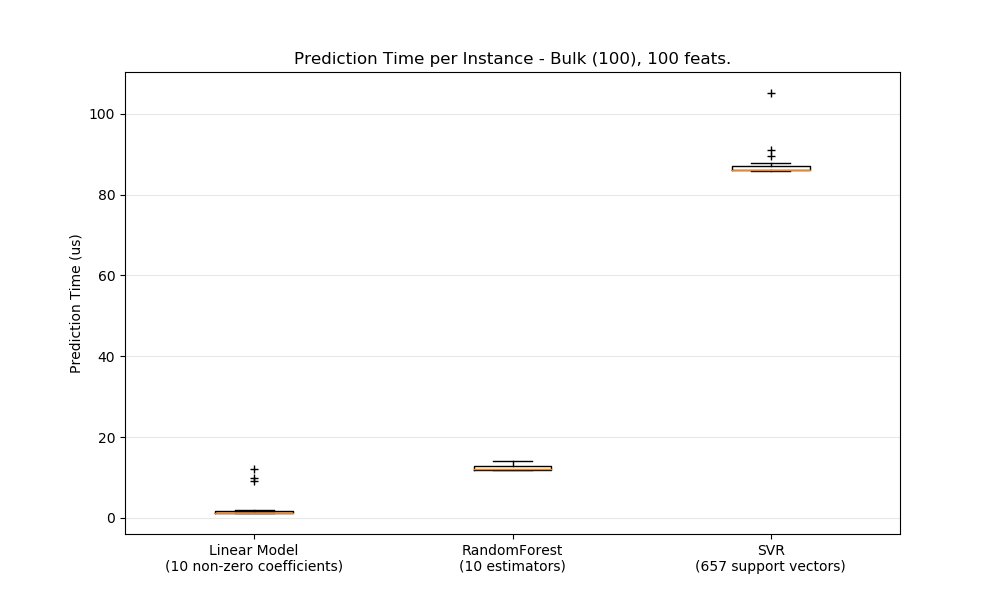 Prediction Time per Instance - Bulk (100), 100 feats.
Prediction Time (us)
100
80
60
40
20
0
Linear Model
(10 non-zero coefficients)
RandomForest
(10 estimators)
SVR
(657 support vectors)